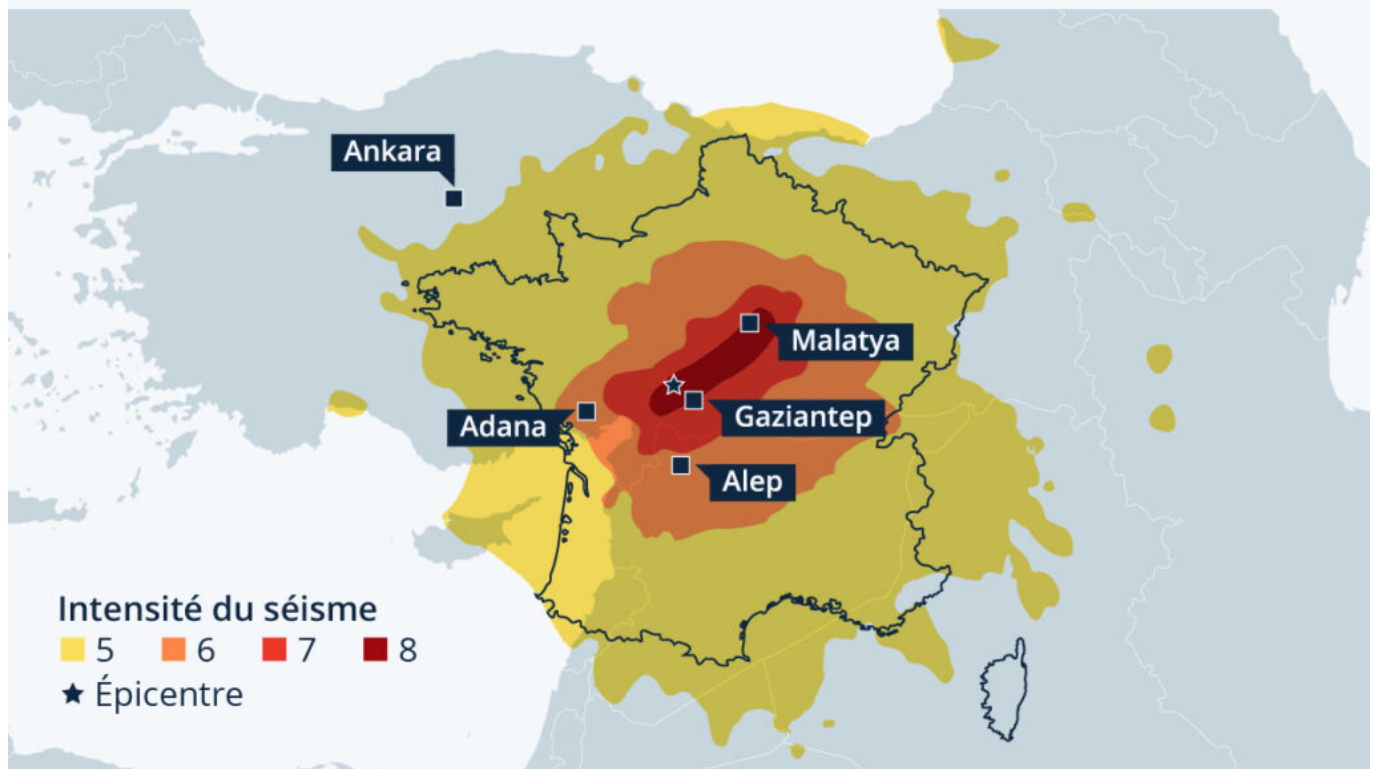 Ankara
Malatya
Adana
Gaziantep
Alep
Intensité du séisme
5 6 7 8
Épicentre